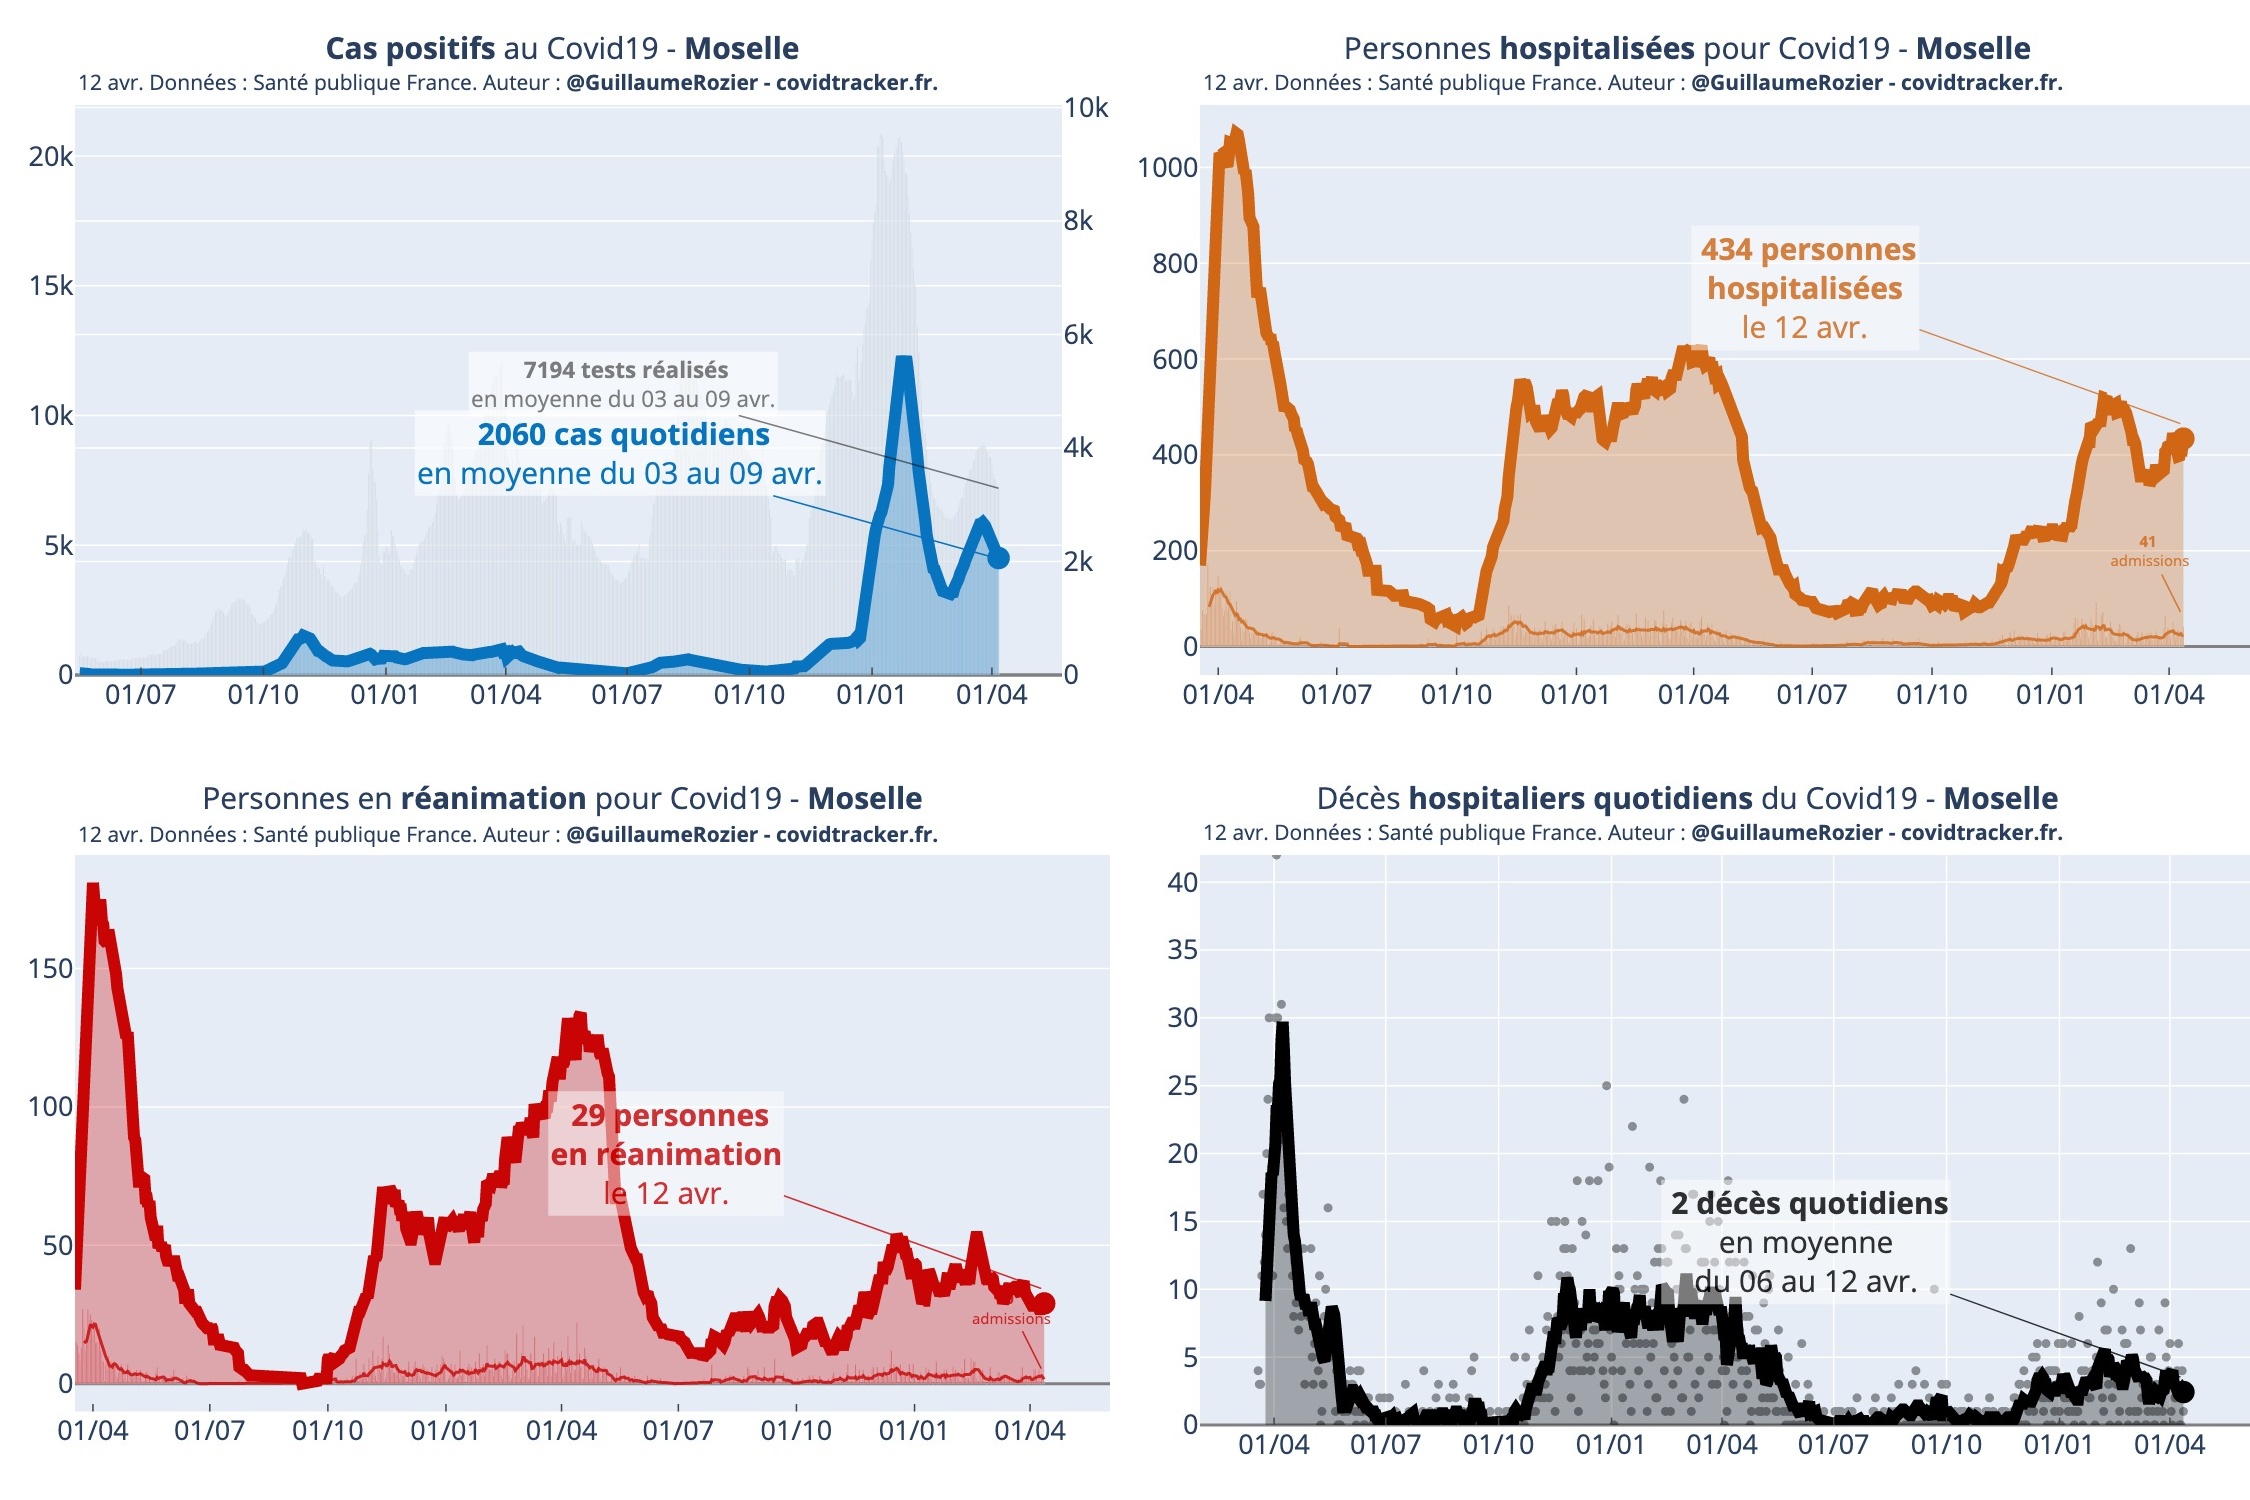 Cas positifs au Covid19 - Moselle
12 avr. Données : Santé publique France. Auteur : @GuillaumeRozier - covidtracker.fr.
10k
20k
8k
15k
6k
7194 tests réalisés
en moyenne du 03 au 09 avr.
10k
2060 cas quotidiens
4k
en moyenne du 03 au 09 avr.
5k
2k
0
0
01/07 01/10 01/01 01/04 01/07 01/10 01/01 01/04
Personnes hospitalisées pour Covid19 - Moselle
12 avr. Données : Santé publique France. Auteur : @GuillaumeRozier - covidtracker.fr.
1000
434 personnes
800
hospitalisées
le 12 avr.
600
400
41
200
admissions
0
01/04 01/07 01/10 01/01 01/04 01/07 01/10 01/01 01/04
Personnes en réanimation pour Covid19 - Moselle
12 avr. Données : Santé publique France. Auteur : @GuillaumeRozier - covidtracker.fr.
150
100
29 personnes
en réanimation
le 12 avr.
50
admissions
0
01/04 01/07 01/10 01/01 01/04 01/07 01/10 01/01 01/04
Décès hospitaliers quotidiens du Covid19 - Moselle
12 avr. Données : Santé publique France. Auteur : @GuillaumeRozier - covidtracker.fr.
40
35
30
25
20
2 décès quotidiens
15
en moyenne
du 06 au 12 avr.
10
5
0
01/04 01/07 01/10 01/01 01/04 01/07 01/10 01/01 01/04